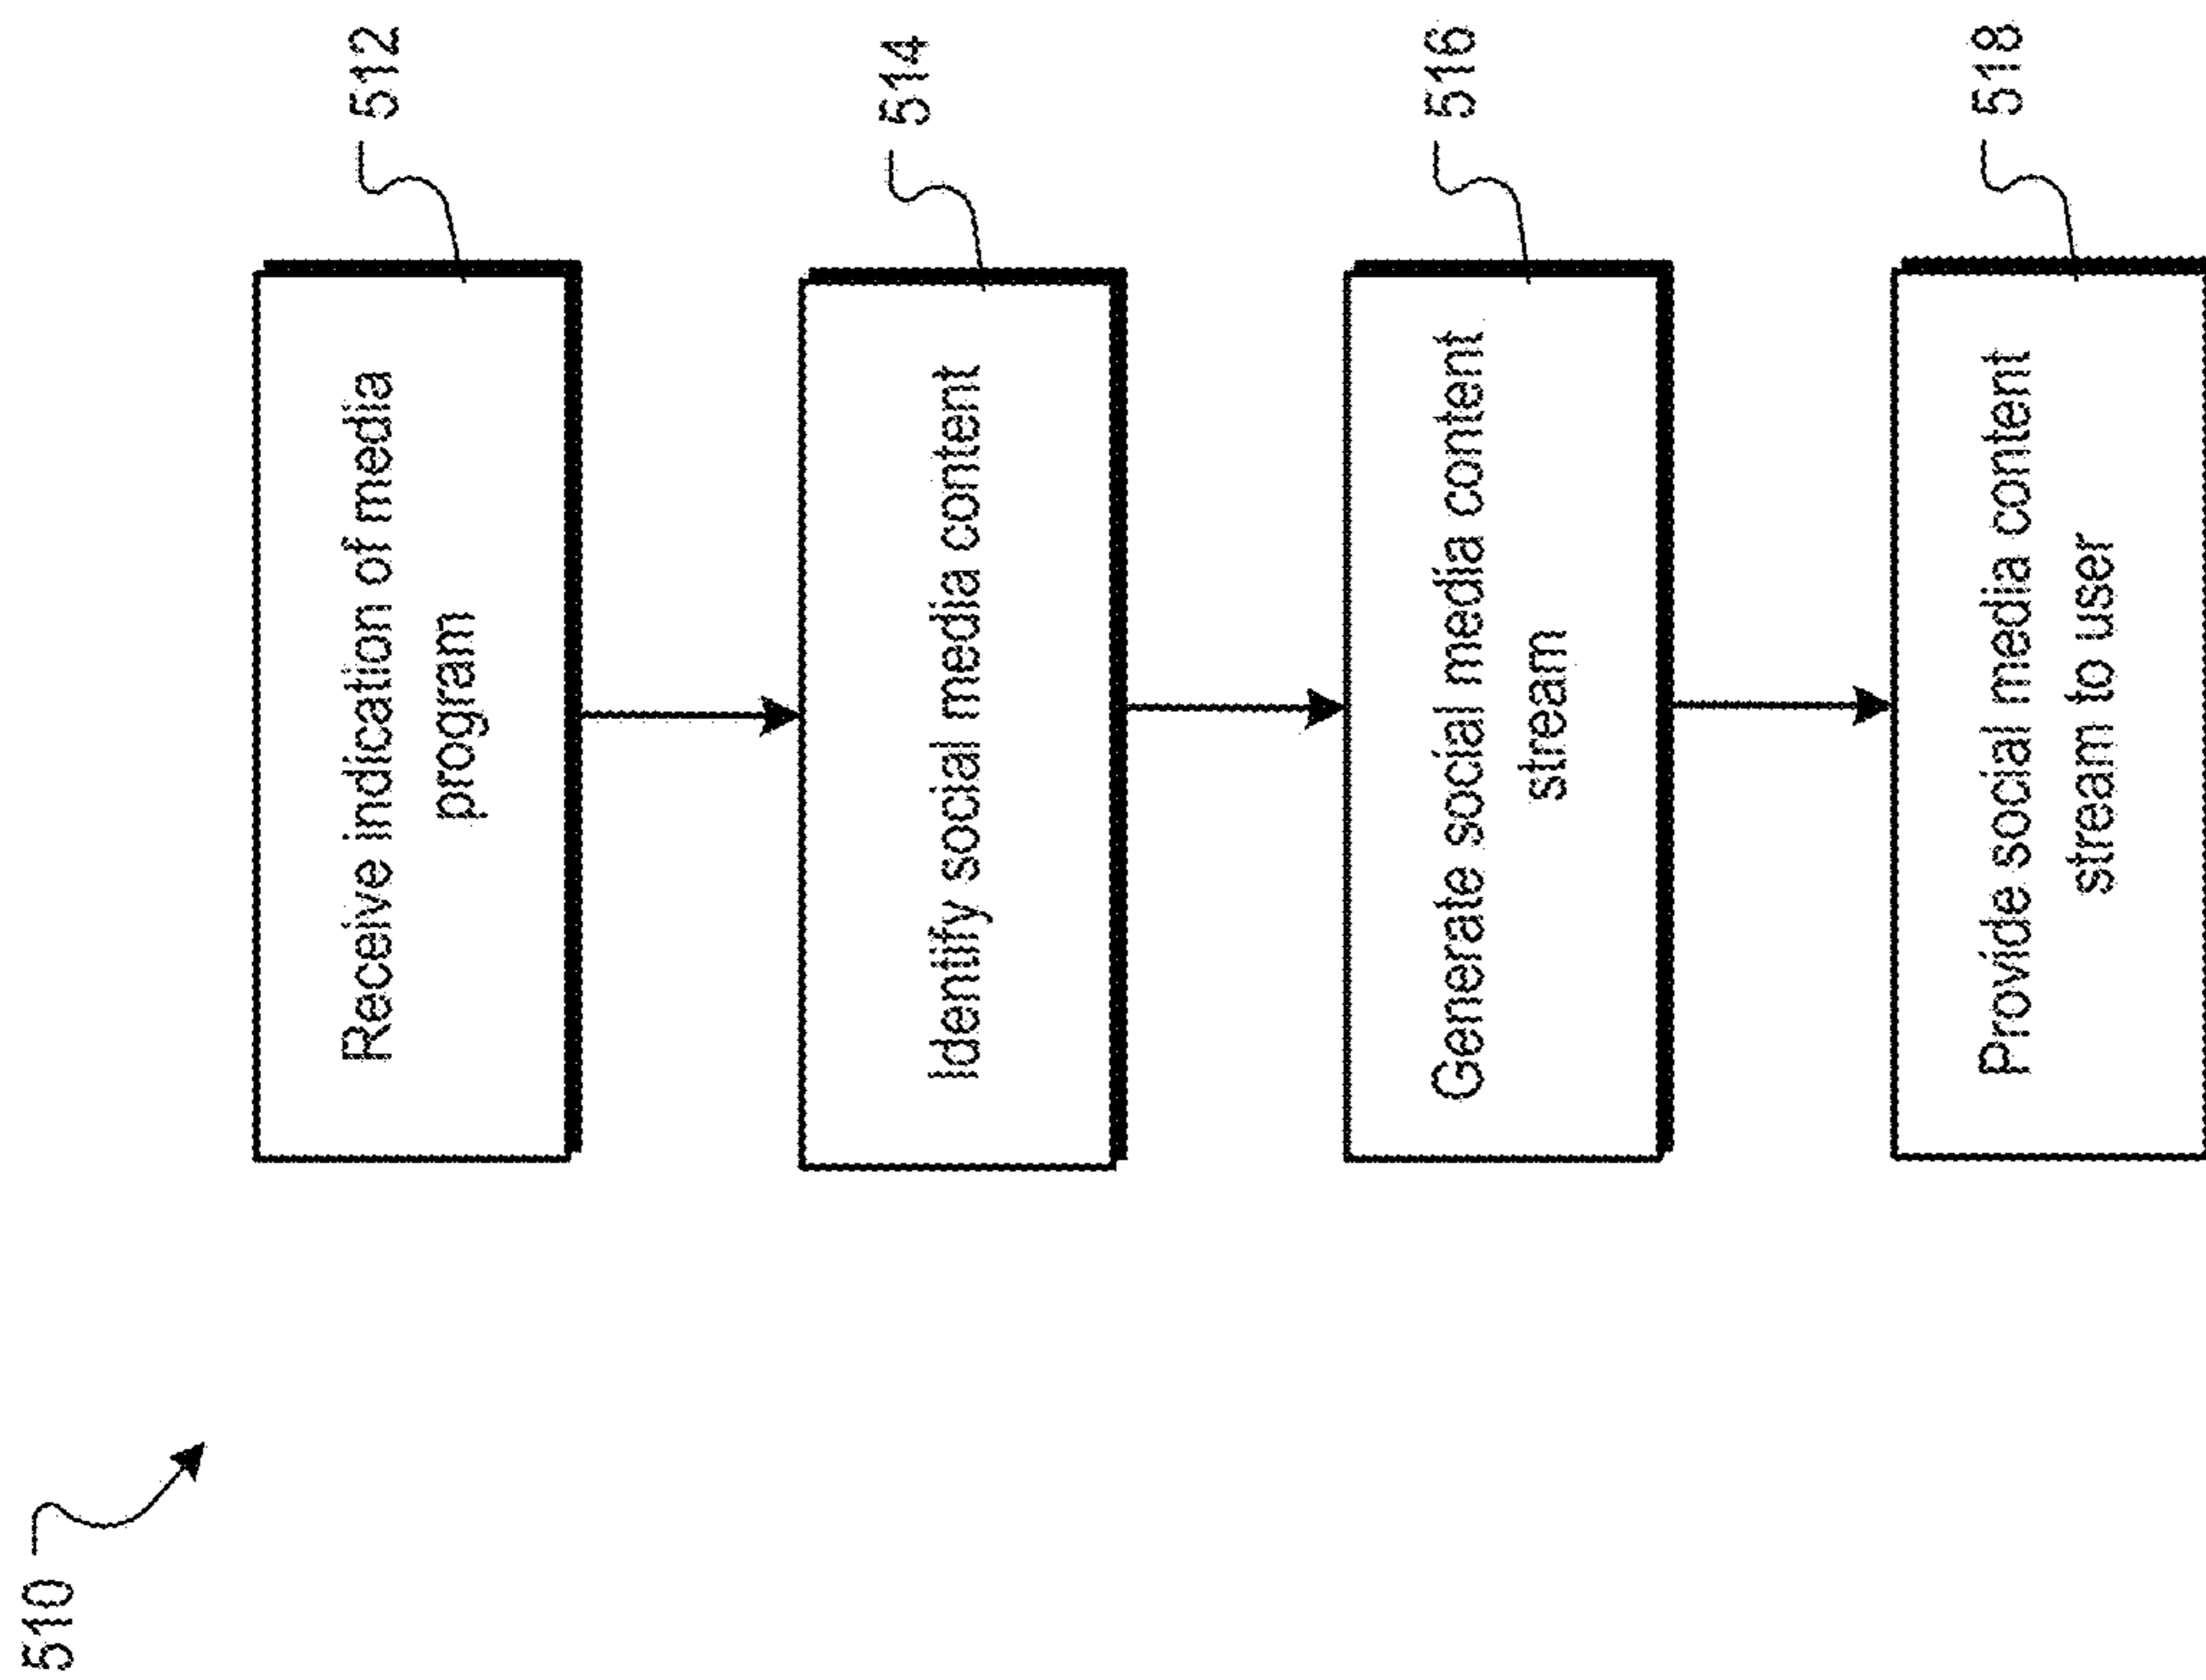 510
Receive indication of media
program
512
Identify social media content
514
Generate social media content
stream
516
Provide social media content
stream to user
518